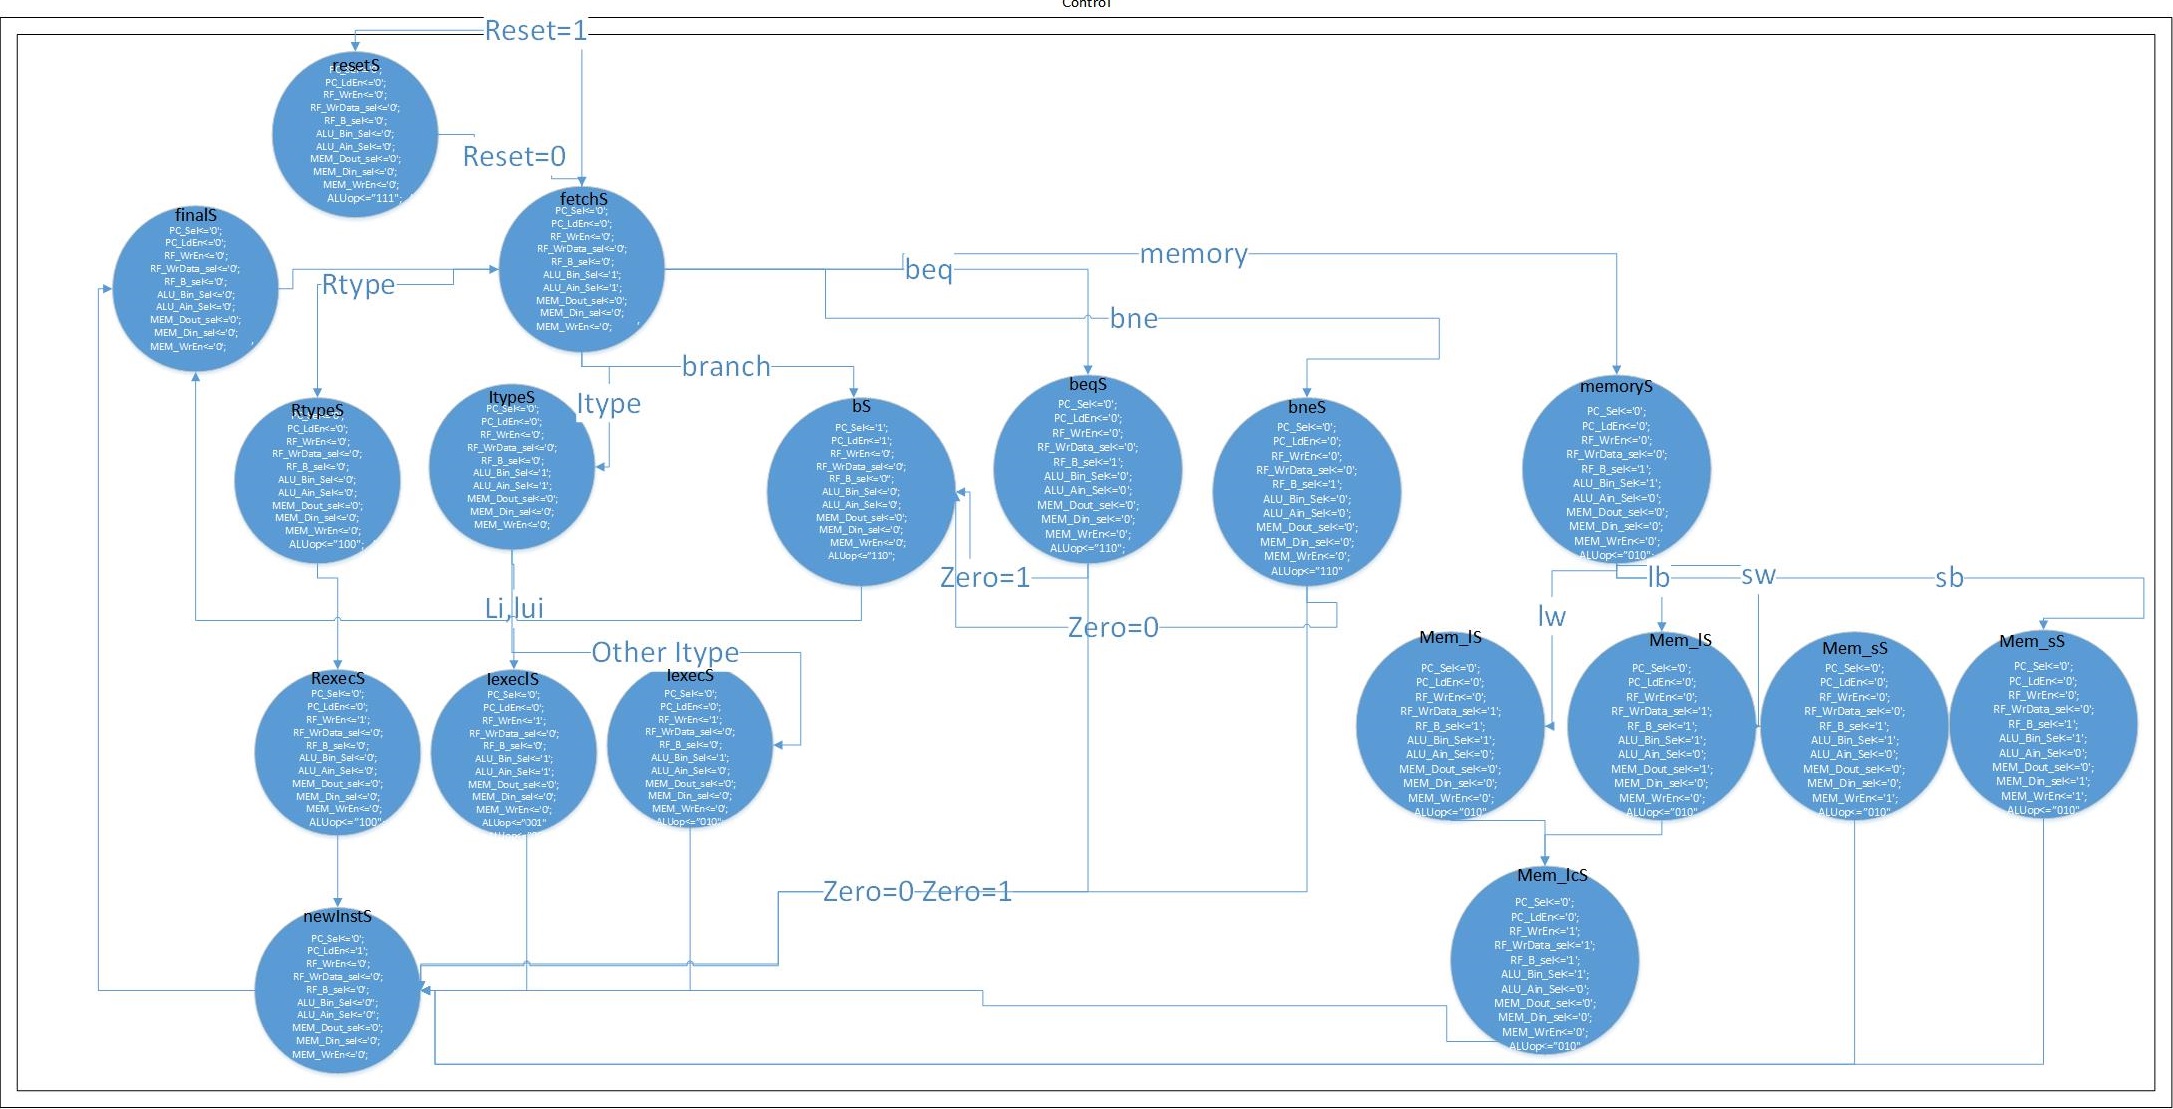 Control
Reset=1
resetS
PC_LdEn<='0';
RF_WrEn<='0';
RF_WrData_sel<='0';
RF_B_sel<='0';
ALU_Bin_Sel<='0';
ALU_Ain_Sel<='0';
MEM_Dout_sel<='0';
MEM_Din_sel<='0';
MEM_WrEn<='0';
ALUop<="111";
Reset=0
fetchS
PC_Sel<='0';
PC_LdEn<='0';
RF_WrEn<='0';
RF_WrData_sel<='0';
RF_B_sel<='0';
ALU_Bin_Sel<='1';
ALU_Ain_Sel<='1';
MEM_Dout_sel<='0';
MEM_Din_sel<='0';
MEM_WrEn<='0';
finalS
PC_Sel<='0';
PC_LdEn<='0';
RF_WrEn<='0';
RF_WrData_sel<='0';
RF_B_sel<='0';
ALU_Bin_Sel<='0';
ALU_Ain_Sel<='0';
MEM_Dout_sel<='0';
MEM_Din_sel<='0';
MEM_WrEn<='0';
Rtype
beq
memory
bne
branch
Itype
RtypeS
PC_LdEn<='0';
RF_WrEn<='0';
RF_WrData_sel<='0';
RF_B_sel<='0';
ALU_Bin_Sel<='0';
ALU_Ain_Sel<='0';
MEM_Dout_sel<='0';
MEM_Din_sel<='0';
MEM_WrEn<='0';
ALUop<="100";
ItypeS
PC_Sel<='0';
PC_LdEn<='0';
RF_WrEn<='0';
RF_WrData_sel<='0';
RF_B_sel<='0';
ALU_Bin_Sel<='1';
ALU_Ain_Sel<='1';
MEM_Dout_sel<='0';
MEM_Din_sel<='0';
MEM_WrEn<='0';
bS
PC_Sel<='1';
PC_LdEn<='1';
RF_WrEn<='0';
RF_WrData_sel<='0';
RF_B_sel<='0';
ALU_Bin_Sel<='0';
ALU_Ain_Sel<='0';
MEM_Dout_sel<='0';
MEM_Din_sel<='0';
MEM_WrEn<='0';
ALUop<="110";
beqS
PC_Sel<='0';
PC_LdEn<='0';
RF_WrEn<='0';
RF_WrData_sel<='0';
RF_B_sel<='1';
ALU_Bin_Sel<='0';
ALU_Ain_Sel<='0';
MEM_Dout_sel<='0';
MEM_Din_sel<='0';
MEM_WrEn<='0';
ALUop<="110";
bneS
PC_Sel<='0';
PC_LdEn<='0';
RF_WrEn<='0';
RF_WrData_sel<='0';
RF_B_sel<='1';
ALU_Bin_Sel<='0';
ALU_Ain_Sel<='0';
MEM_Dout_sel<='0';
MEM_Din_sel<='0';
MEM_WrEn<='0';
ALUop<="110"
memoryS
PC_Sel<='0';
PC_LdEn<='0';
RF_WrEn<='0';
RF_WrData_sel<='0';
RF_B_sel<='1';
ALU_Bin_Sel<='1';
ALU_Ain_Sel<='0';
MEM_Dout_sel<='0';
MEM_Din_sel<='0';
MEM_WrEn<='0';
ALUop<="010"
Zero=1
Zero=0
lw
lb
sw
sb
Li,lui
Other Itype
RexecS
PC_Sel<='0';
PC_LdEn<='0';
RF_WrEn<='1';
RF_WrData_sel<='0';
RF_B_sel<='0';
ALU_Bin_Sel<='0';
ALU_Ain_Sel<='0';
MEM_Dout_sel<='0';
MEM_Din_sel<='0';
MEM_WrEn<='0';
ALUop<="100"
IexeclS
PC_Sel<='0';
PC_LdEn<='0';
RF_WrEn<='1';
RF_WrData_sel<='0';
RF_B_sel<='0';
ALU_Bin_Sel<='1';
ALU_Ain_Sel<='1';
MEM_Dout_sel<='0';
MEM_Din_sel<='0';
MEM_WrEn<='0';
ALUop<="001"
IexecS
PC_Sel<='0';
PC_LdEn<='0';
RF_WrEn<='1';
RF_WrData_sel<='0';
RF_B_sel<='0';
ALU_Bin_Sel<='1';
ALU_Ain_Sel<='0';
MEM_Dout_sel<='0';
MEM_Din_sel<='0';
MEM_WrEn<='0';
ALUop<="010"
Mem_lS
PC_Sel<='0';
PC_LdEn<='0';
RF_WrEn<='0';
RF_WrData_sel<='1';
RF_B_sel<='1';
ALU_Bin_Sel<='1';
ALU_Ain_Sel<='0';
MEM_Dout_sel<='0';
MEM_Din_sel<='0';
MEM_WrEn<='0';
ALUop<="010"
Mem_lS
PC_Sel<='0';
PC_LdEn<='0';
RF_WrEn<='0';
RF_WrData_sel<='1';
RF_B_sel<='1';
ALU_Bin_Sel<='1';
ALU_Ain_Sel<='0';
MEM_Dout_sel<='1';
MEM_Din_sel<='0';
MEM_WrEn<='0';
ALUop<="010"
Mem_sS
PC_Sel<='0';
PC_LdEn<='0';
RF_WrEn<='0';
RF_WrData_sel<='0';
RF_B_sel<='1';
ALU_Bin_Sel<='1';
ALU_Ain_Sel<='0';
MEM_Dout_sel<='0';
MEM_Din_sel<='0';
MEM_WrEn<='1';
ALUop<="010"
Mem_sS
PC_Sel<='0';
PC_LdEn<='0';
RF_WrEn<='0';
RF_WrData_sel<='0';
RF_B_sel<='1';
ALU_Bin_Sel<='1';
ALU_Ain_Sel<='0';
MEM_Dout_sel<='0';
MEM_Din_sel<='1';
MEM_WrEn<='1';
ALUop<="010"
Zero=0 Zero=1
newInstS
PC_Sel<='0';
PC_LdEn<='1';
RF_WrEn<='0';
RF_WrData_sel<='0';
RF_B_sel<='0';
ALU_Bin_Sel<='0";
ALU_Ain_Sel<='0";
MEM_Dout_sel<='0';
MEM_Din_sel<='0';
MEM_WrEn<='0';
Mem_lcS
PC_Sel<='0';
PC_LdEn<='0';
RF_WrEn<='1';
RF_WrData_sel<='1';
RF_B_sel<='1';
ALU_Bin_Sel<='1';
ALU_Ain_Sel<='0';
MEM_Dout_sel<='0';
MEM_Din_sel<='0';
MEM_WrEn<='0';
ALUop<="010"